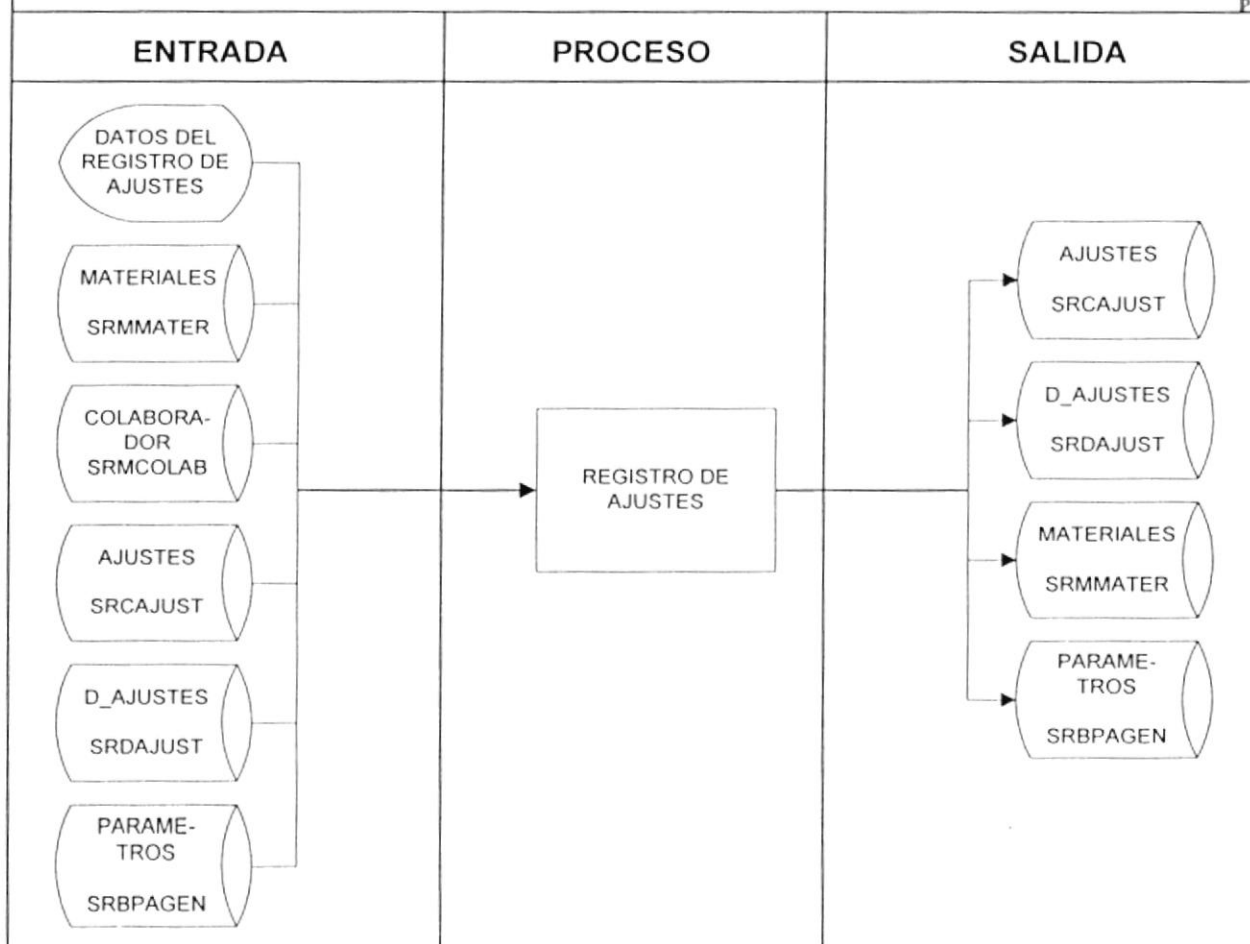 ENTRADA
PROCESO
SALIDA
DATOS DEL
REGISTRO DE
AJUSTES
MATERIALES
SRMMATER
COLABORA-
DOR
SRMCOLAB
AJUSTES
SRCAJUST
D_AJUSTES
SRDAJUST
PARAME-
TROS
SRBPAGEN
REGISTRO DE
AJUSTES
AJUSTES
SRCAJUST
D_AJUSTES
SRDAJUST
MATERIALES
SRMMATER
PARAME-
TROS
SRBPAGEN